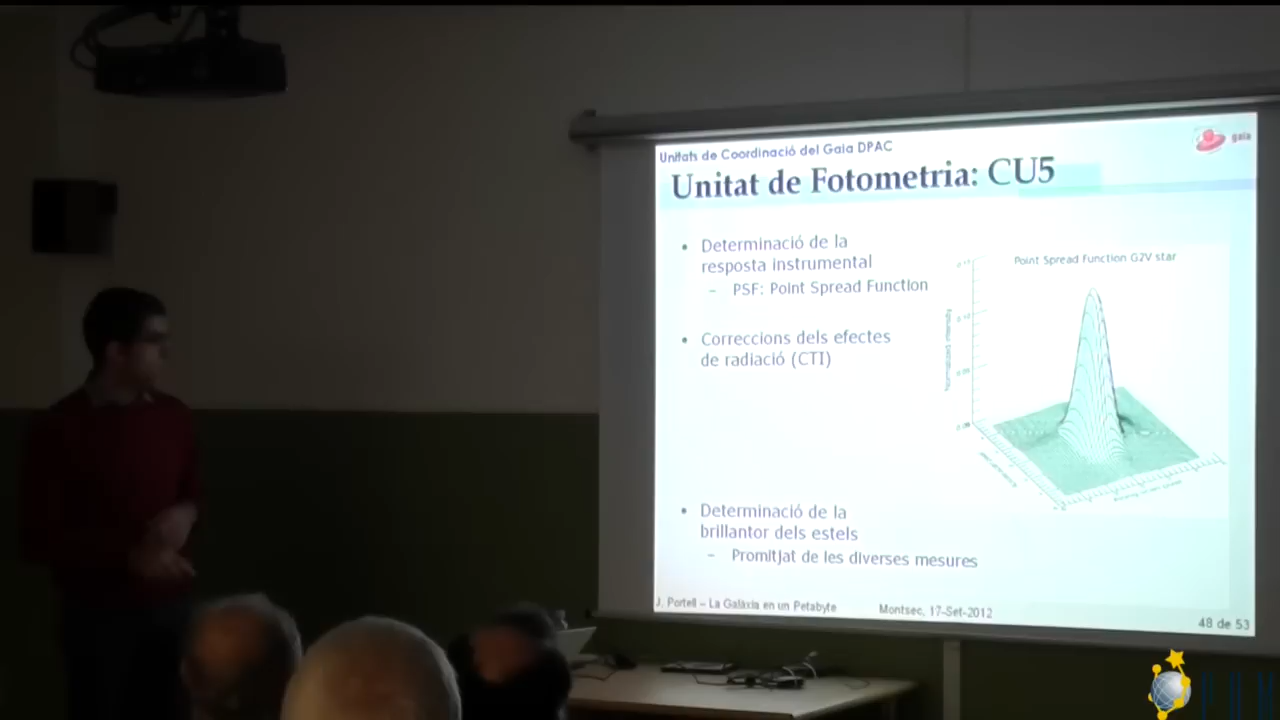 Unitats de Coordinació del Gaia DPAC
gaia
Unitat de Fotometria: CU5
• Determinació de la
resposta instrumental
– PSF: Point Spread Function
• Correccions dels efectes
de radiació (CTI)
Point Spread Function G2V star
• Determinació de la
brillantor dels estels
– Promitjat de les diverses mesures
J. Portell – La Galàxia en un Petabyte
Montsec, 17-Set-2012
48 de 53